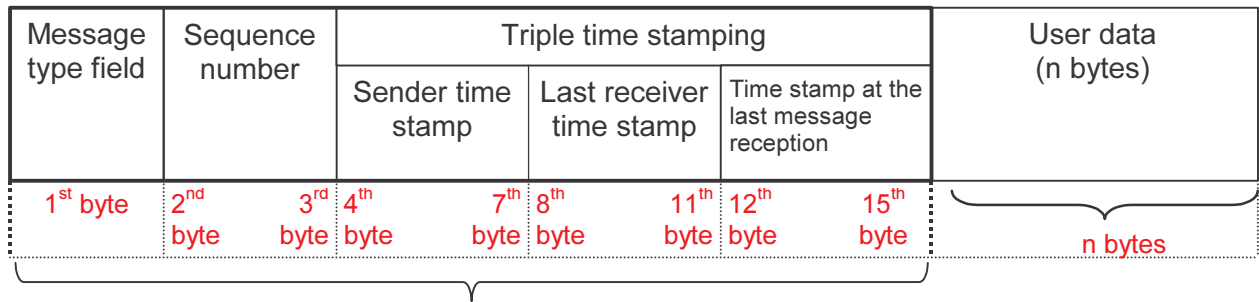 Message type field
Sequence number
Triple time stamping
User data (n bytes)
Sender time stamp
Last receiver time stamp
Time stamp at the last message reception
1st byte
2nd byte
3rd byte
4th byte
7th byte
8th byte
11th byte
12th byte
15th byte
n bytes